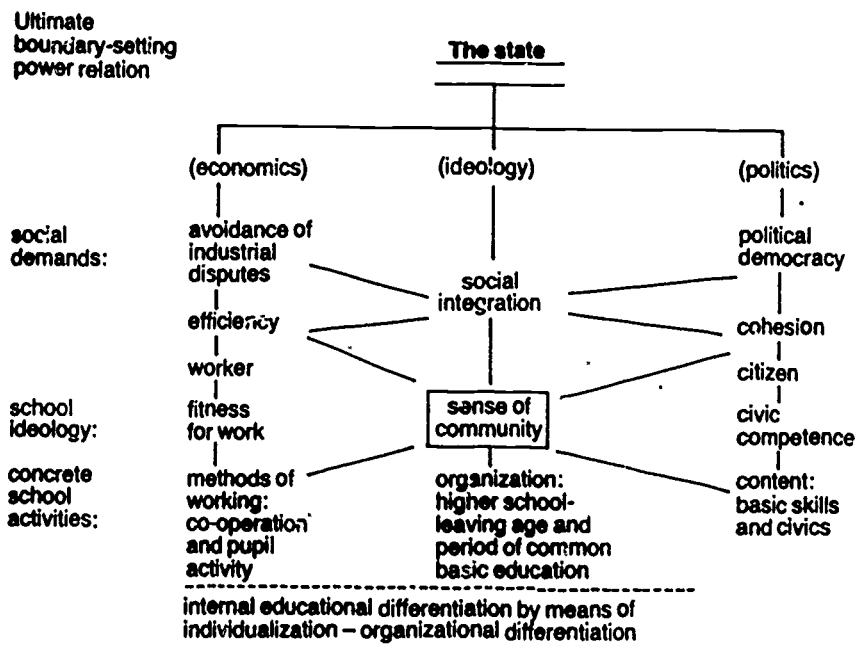 Ultimate
boundary-setting
power relation
The state
(economics)
(ideology)
(politics)
social
demands:
avoidance of
industrial
disputes
social
integration
political
democracy
efficiency
cohesion
worker
citizen
school
ideology:
fitness
for work
sense of
community
civic
competence
concrete
school
activities:
methods of
working:
co-operation
and pupil
activity
organization:
higher school-
leaving age and
period of common
basic education
content:
basic skills
and civics
internal educational differentiation by means of
individualization – organizational differentiation